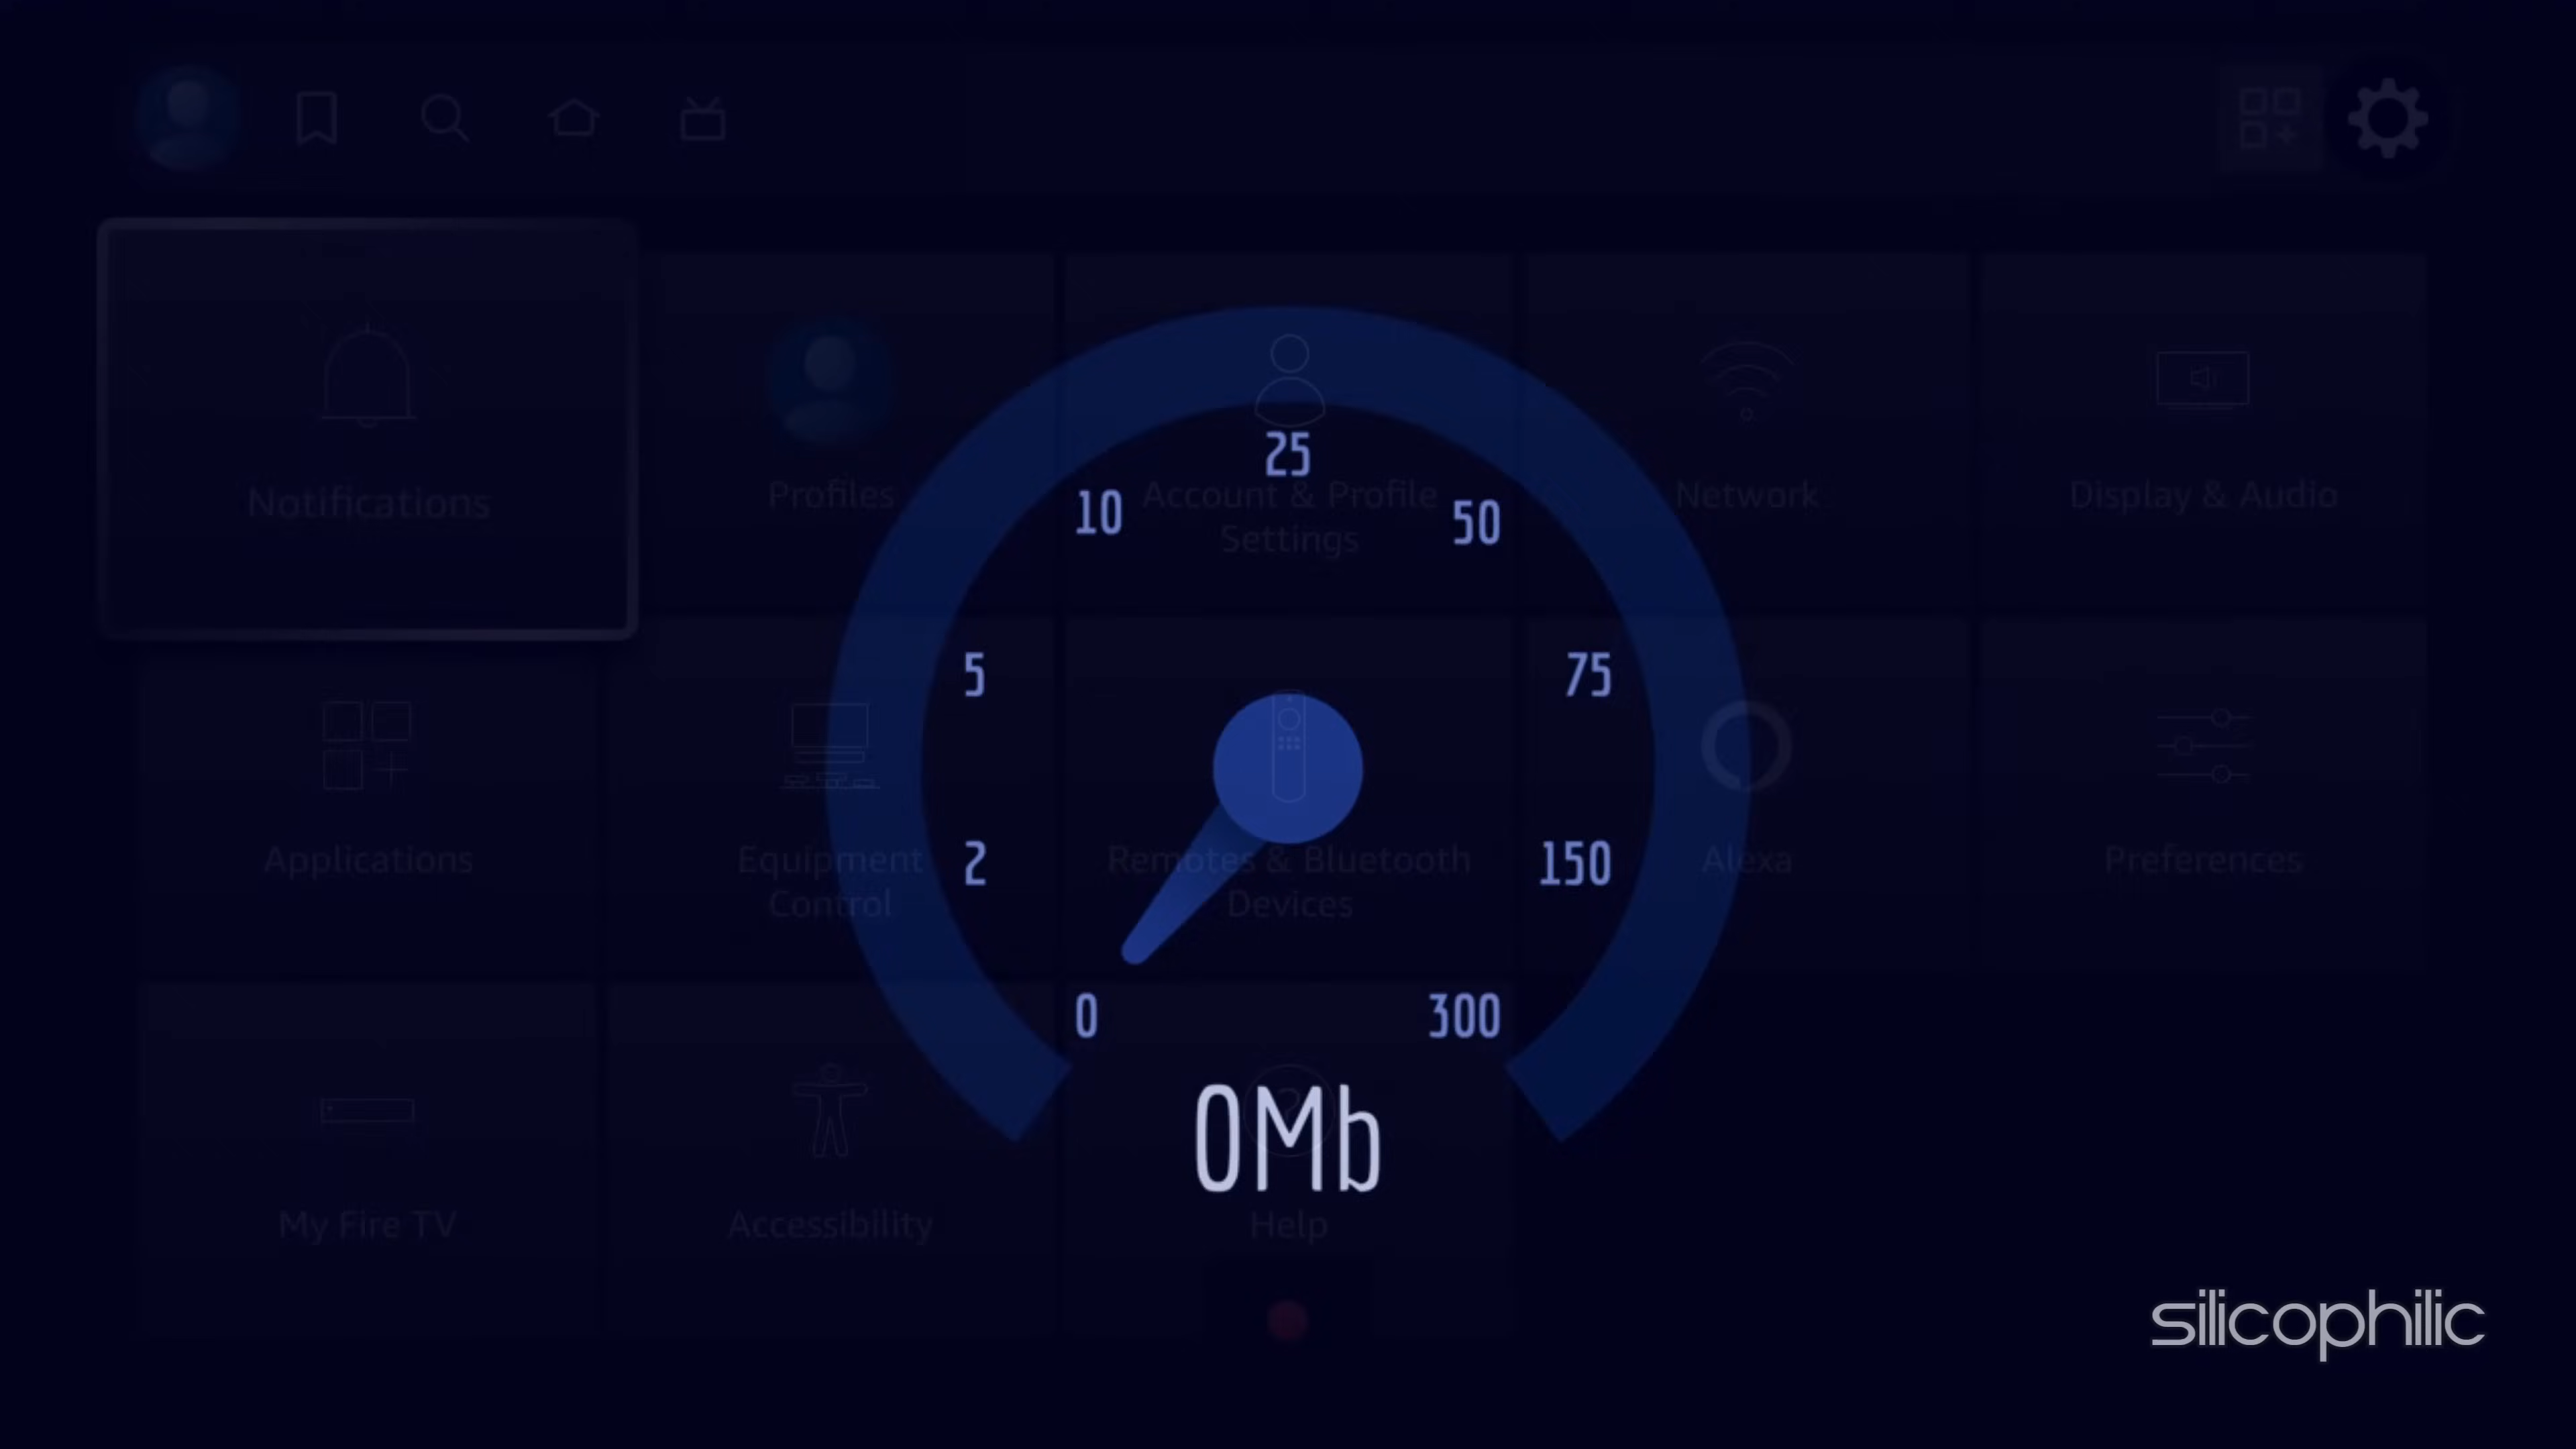 25
10
50
Notifications
Profiles
Account & Profile
Settings
Network
Display & Audio
5
75
Applications
Equipment
Control
2
Remotes & Bluetooth
Devices
150
Alexa
Preferences
0
300
0Mb
My Fire TV
Accessibility
Help
silicophilic